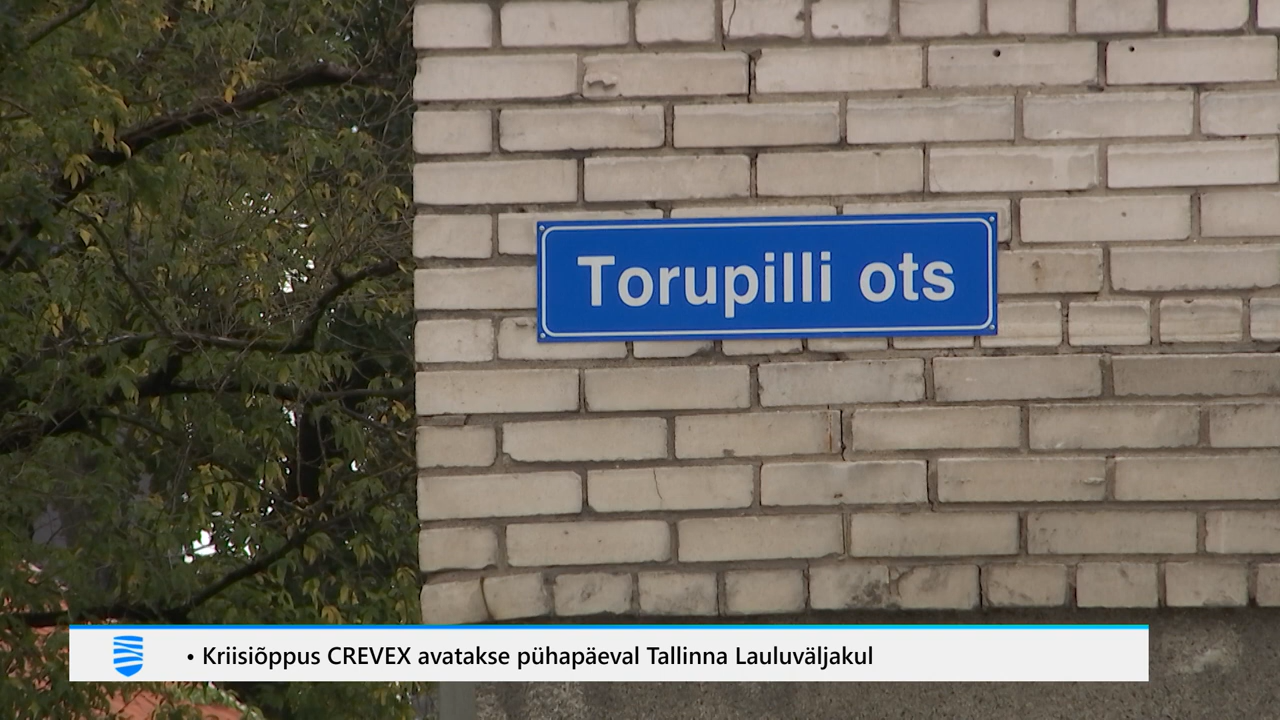 Torupilli ots
• Kriisiõppus CREVEX avatakse pühapäeval Tallinna Lauluväljakul